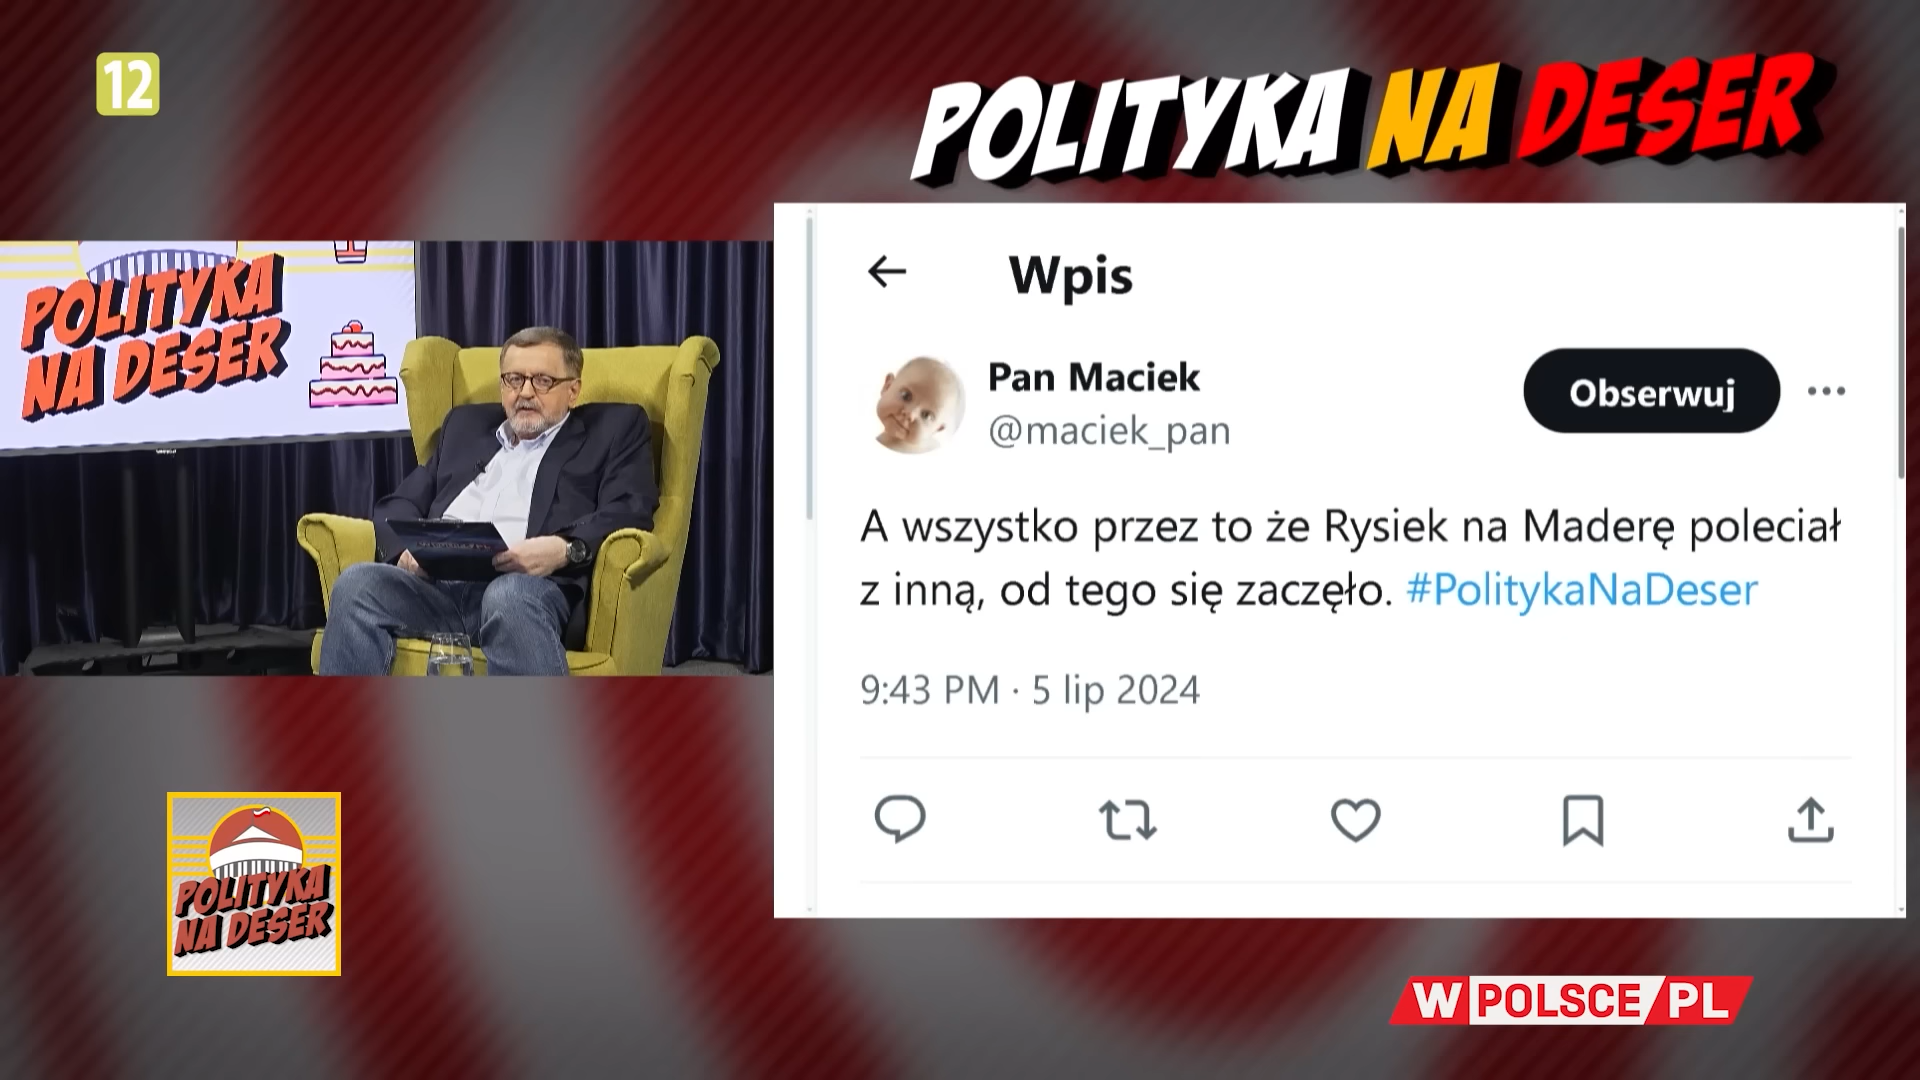 12
POLITYKA NA DESER
POLITYKA
NA DESER
Wpis
Pan Maciek
@maciek_pan
Obserwuj
A wszystko przez to że Rysiek na Maderę poleciał
z inną, od tego się zaczęło. #PolitykaNaDeser
9:43 PM · 5 lip 2024
POLITYKA
NA DESER
W POLSCE/PL